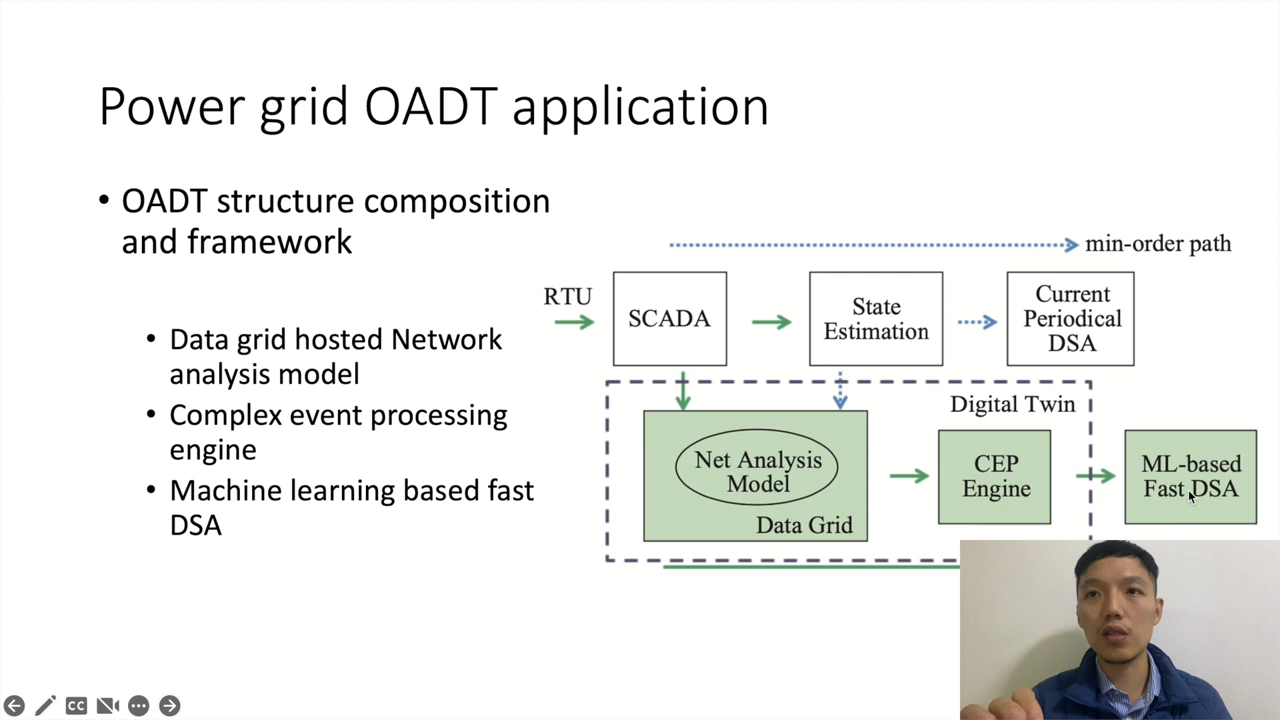 Power grid OADT application
• OADT structure composition
and framework
• Data grid hosted Network
analysis model
• Complex event processing
engine
• Machine learning based fast
DSA
min-order path
RTU
SCADA
State
Estimation
Current
Periodical
DSA
Digital Twin
Net Analysis
Model
Data Grid
CEP
Engine
ML-based
Fast DSA
CC